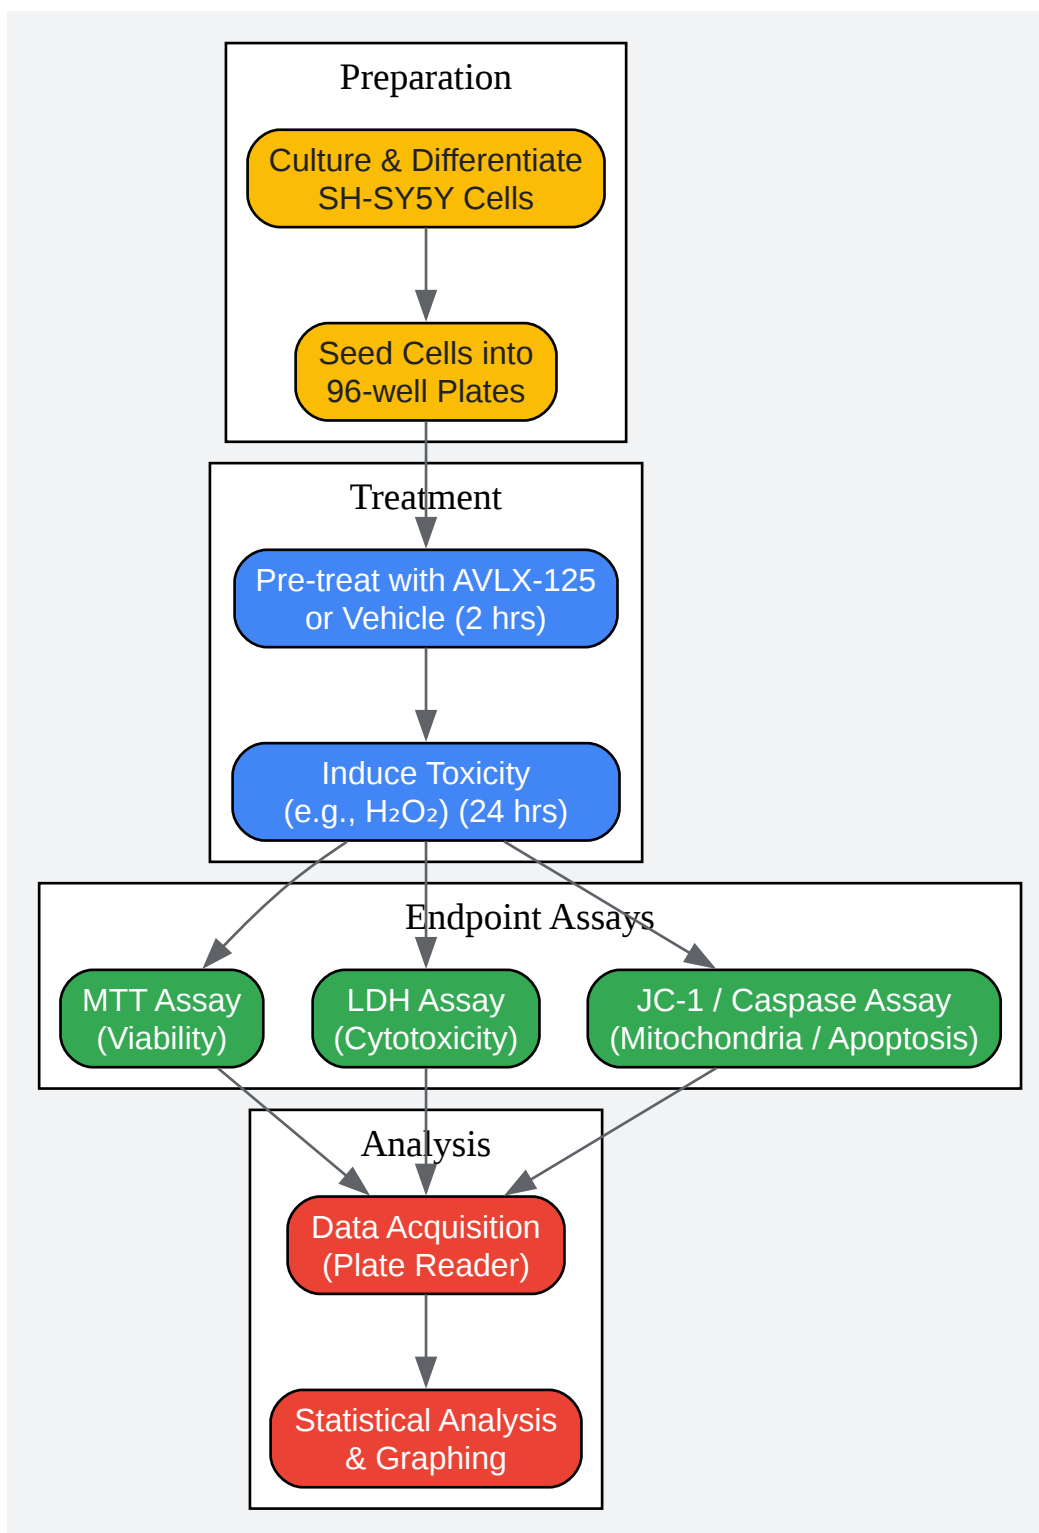 Preparation
Culture & Differentiate
SH-SY5Y Cells
Seed Cells into
96-well Plates
Treatment
Pre-treat with AVLX-125
or Vehicle (2 hrs)
Induce Toxicity
(e.g., H₂O₂) (24 hrs)
Endpoint Assays
MTT Assay
(Viability)
LDH Assay
(Cytotoxicity)
JC-1 / Caspase Assay
(Mitochondria / Apoptosis)
Analysis
Data Acquisition
(Plate Reader)
Statistical Analysis
& Graphing